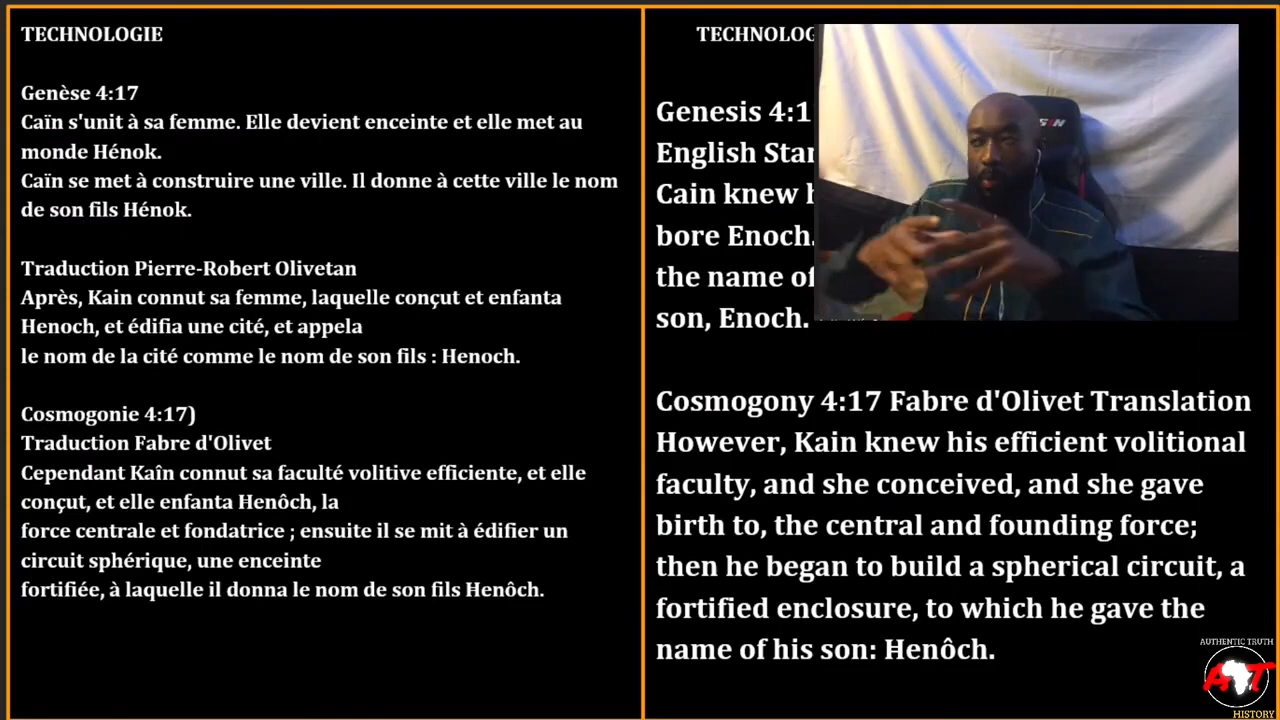 TECHNOLOGIE
Genèse 4:17
Caïn s'unit à sa femme. Elle devient enceinte et elle met au
monde Hénok.
Caïn se met à construire une ville. Il donne à cette ville le nom
de son fils Hénok.
Traduction Pierre-Robert Olivetan
Après, Kain connut sa femme, laquelle conçut et enfanta
Henoch, et édifia une cité, et appela
le nom de la cité comme le nom de son fils : Henoch.
Cosmogonie 4:17)
Traduction Fabre d'Olivet
Cependant Kaîn connut sa faculté volitive efficiente, et elle
conçut, et elle enfanta Henôch, la
force centrale et fondatrice ; ensuite il se mit à édifier un
circuit sphérique, une enceinte
fortifiée, à laquelle il donna le nom de son fils Henôch.
TECHNOLOG
Genesis 4:1
English Star
Cain knew h
bore Enoch.
the name of
son, Enoch.
Cosmogony 4:17 Fabre d'Olivet Translation
However, Kain knew his efficient volitional
faculty, and she conceived, and she gave
birth to, the central and founding force;
then he began to build a spherical circuit, a
fortified enclosure, to which he gave the
name of his son: Henôch.
AUTHENTIC TRUTH
A T
HISTORY